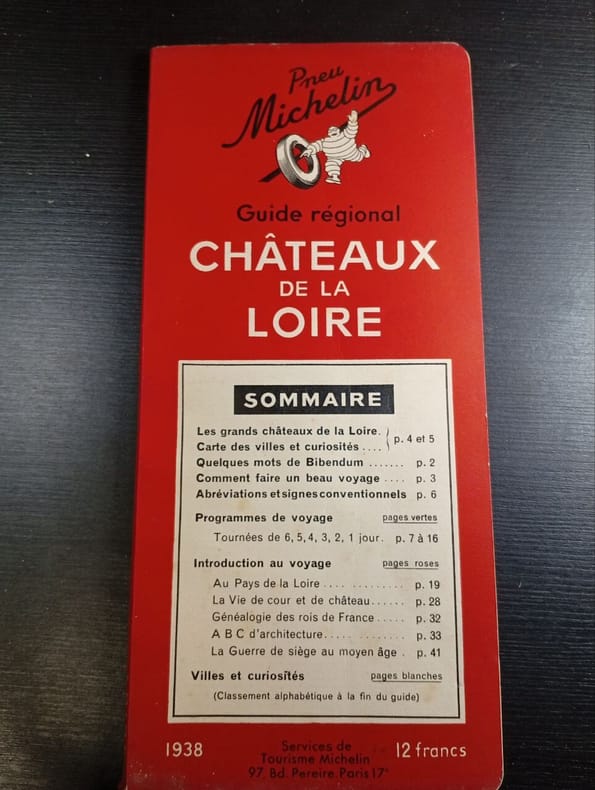 Pneu
Michelin
Guide régional
CHÂTEAUX
DE LA
LOIRE
SOMMAIRE
Les grands châteaux de la Loire.
Carte des villes et curiosités .... p. 4 et 5
Quelques mots de Bibendum ....... p. 2
Comment faire un beau voyage .... p. 3
Abréviations et signes conventionnels p. 6
Programmes de voyage pages vertes
Tournées de 6, 5, 4, 3, 2, 1 jour. p. 7 à 16
Introduction au voyage pages roses
Au Pays de la Loire .... ......... p. 19
La Vie de cour et de château...... p. 28
Généalogie des rois de France ..... p. 32
A B C d'architecture..... ......... p. 33
La Guerre de siège au moyen âge . p. 41
Villes et curiosités pages blanches
(Classement alphabétique à la fin du guide)
1938 Services de 12 francs
Tourisme Michelin
97, Bd. Pereire. Paris 17e